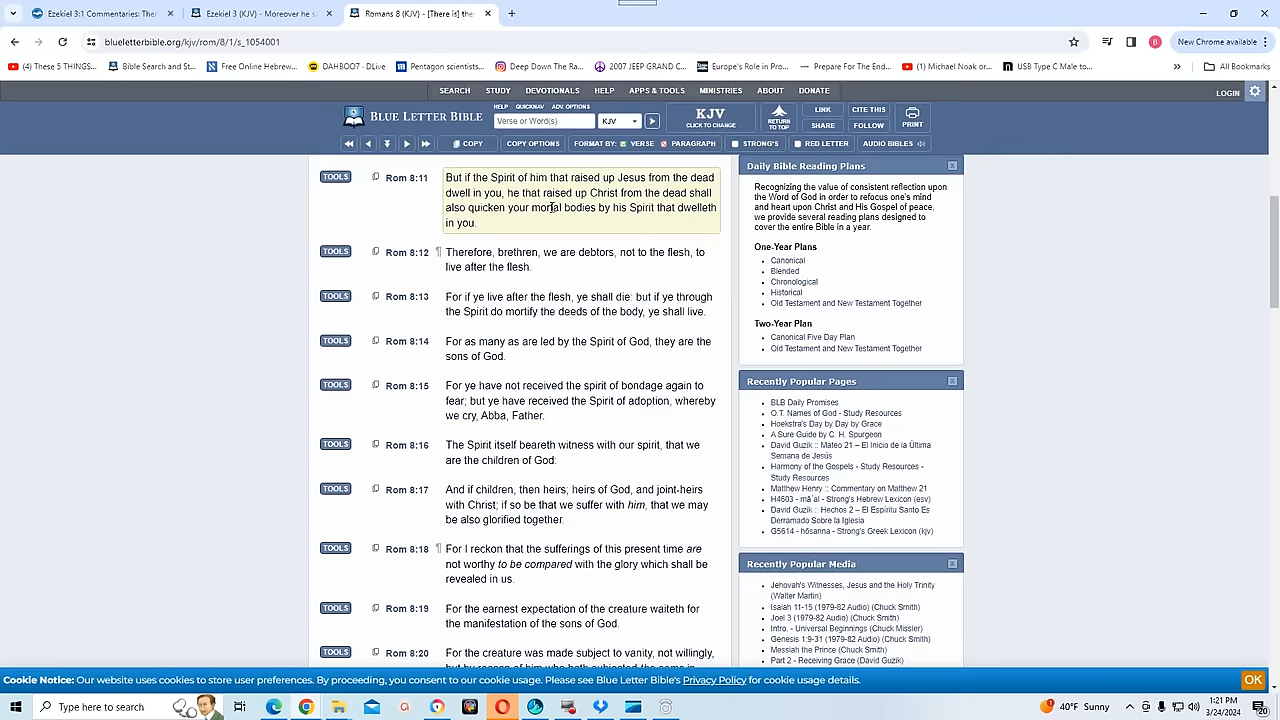 Ezekiel 3:1 Commentaries: The
Ezekiel 3 (KJV) - Moreover he s
Romans 8 (KJV) - [There is] the
blueletterbible.org/kjv/rom/8/1/s_1054001
B
New Chrome available
(4) These 5 THINGS...
Bible Search and St...
Free Online Hebrew...
DAHBOO7 - DLive
Pentagon scientists...
Deep Down The Ra...
2007 JEEP GRAND C...
Europe's Role in Pro...
Prepare For The End...
(1) Michael Noak or...
USB Type C Male to...
»
All Bookmarks
SEARCH STUDY DEVOTIONALS HELP APPS & TOOLS MINISTRIES ABOUT DONATE
LOGIN
BLUE LETTER BIBLE
HELP QUICKNAV ADV. OPTIONS
Verse or Word(s)
KJV
KJV
CLICK TO CHANGE
RETURN
TO TOP
LINK
CITE THIS
SHARE
FOLLOW
PRINT
COPY COPY OPTIONS FORMAT BY: VERSE PARAGRAPH STRONG'S RED LETTER AUDIO BIBLES
TOOLS Rom 8:11 But if the Spirit of him that raised up Jesus from the dead
dwell in you, he that raised up Christ from the dead shall
also quicken your mortal bodies by his Spirit that dwelleth
in you.
TOOLS Rom 8:12 ¶ Therefore, brethren, we are debtors, not to the flesh, to
live after the flesh.
TOOLS Rom 8:13 For if ye live after the flesh, ye shall die: but if ye through
the Spirit do mortify the deeds of the body, ye shall live.
TOOLS Rom 8:14 For as many as are led by the Spirit of God, they are the
sons of God.
TOOLS Rom 8:15 For ye have not received the spirit of bondage again to
fear; but ye have received the Spirit of adoption, whereby
we cry, Abba, Father.
TOOLS Rom 8:16 The Spirit itself beareth witness with our spirit, that we
are the children of God:
TOOLS Rom 8:17 And if children, then heirs; heirs of God, and joint-heirs
with Christ; if so be that we suffer with him, that we may
be also glorified together.
TOOLS Rom 8:18 ¶ For I reckon that the sufferings of this present time are
not worthy to be compared with the glory which shall be
revealed in us.
TOOLS Rom 8:19 For the earnest expectation of the creature waiteth for
the manifestation of the sons of God.
TOOLS Rom 8:20 For the creature was made subject to vanity, not willingly,
Daily Bible Reading Plans
Recognizing the value of consistent reflection upon
the Word of God in order to refocus one's mind
and heart upon Christ and His Gospel of peace,
we provide several reading plans designed to
cover the entire Bible in a year.
One-Year Plans
Canonical
Blended
Chronological
Historical
Old Testament and New Testament Together
Two-Year Plan
Canonical Five Day Plan
Old Testament and New Testament Together
Recently Popular Pages
BLB Daily Promises
O.T. Names of God - Study Resources
Hoekstra's Day by Day by Grace
A Sure Guide by C. H. Spurgeon
David Guzik :: Mateo 21 – El Inicio de la Última
Semana de Jesús
Harmony of the Gospels - Study Resources -
Study Resources
Matthew Henry :: Commentary on Matthew 21
H4603 - māʿal - Strong's Hebrew Lexicon (esv)
David Guzik :: Hechos 2 – El Espíritu Santo Es
Derramado Sobre la Iglesia
G5614 - hōsanna - Strong's Greek Lexicon (kjv)
Recently Popular Media
Jehovah's Witnesses, Jesus and the Holy Trinity
(Walter Martin)
Isaiah 11-15 (1979-82 Audio) (Chuck Smith)
Joel 3 (1979-82 Audio) (Chuck Smith)
Intro. - Universal Beginnings (Chuck Missler)
Genesis 1:9-31 (1979-82 Audio) (Chuck Smith)
Messiah the Prince (Chuck Smith)
Part 2 - Receiving Grace (David Guzik)
Cookie Notice: Our website uses cookies to store user preferences. By proceeding, you consent to our cookie usage. Please see Blue Letter Bible's Privacy Policy for cookie usage details.
OK
Type here to search
40°F Sunny
1:21 PM
3/24/2024
20